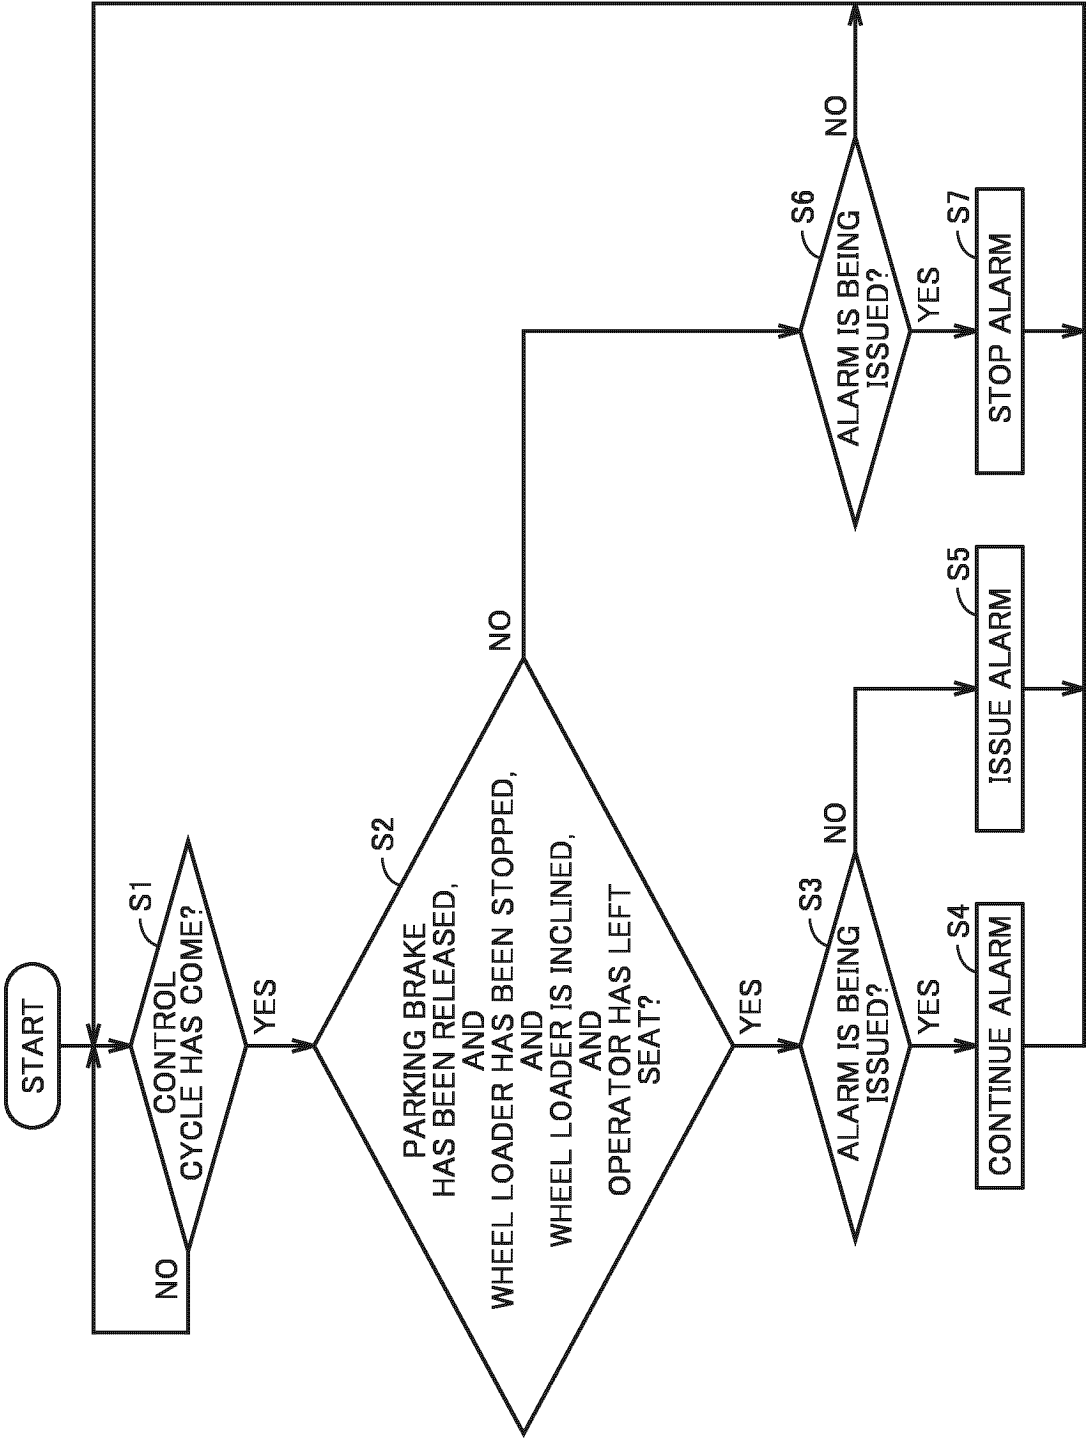 START
S1
CONTROL
CYCLE HAS COME?
NO
YES
S2
PARKING BRAKE
HAS BEEN RELEASED,
AND
WHEEL LOADER HAS BEEN STOPPED,
AND
WHEEL LOADER IS INCLINED,
AND
OPERATOR HAS LEFT
SEAT?
NO
YES
S3
ALARM IS BEING
ISSUED?
NO
YES
S4
CONTINUE ALARM
S5
ISSUE ALARM
S6
ALARM IS BEING
ISSUED?
NO
YES
S7
STOP ALARM